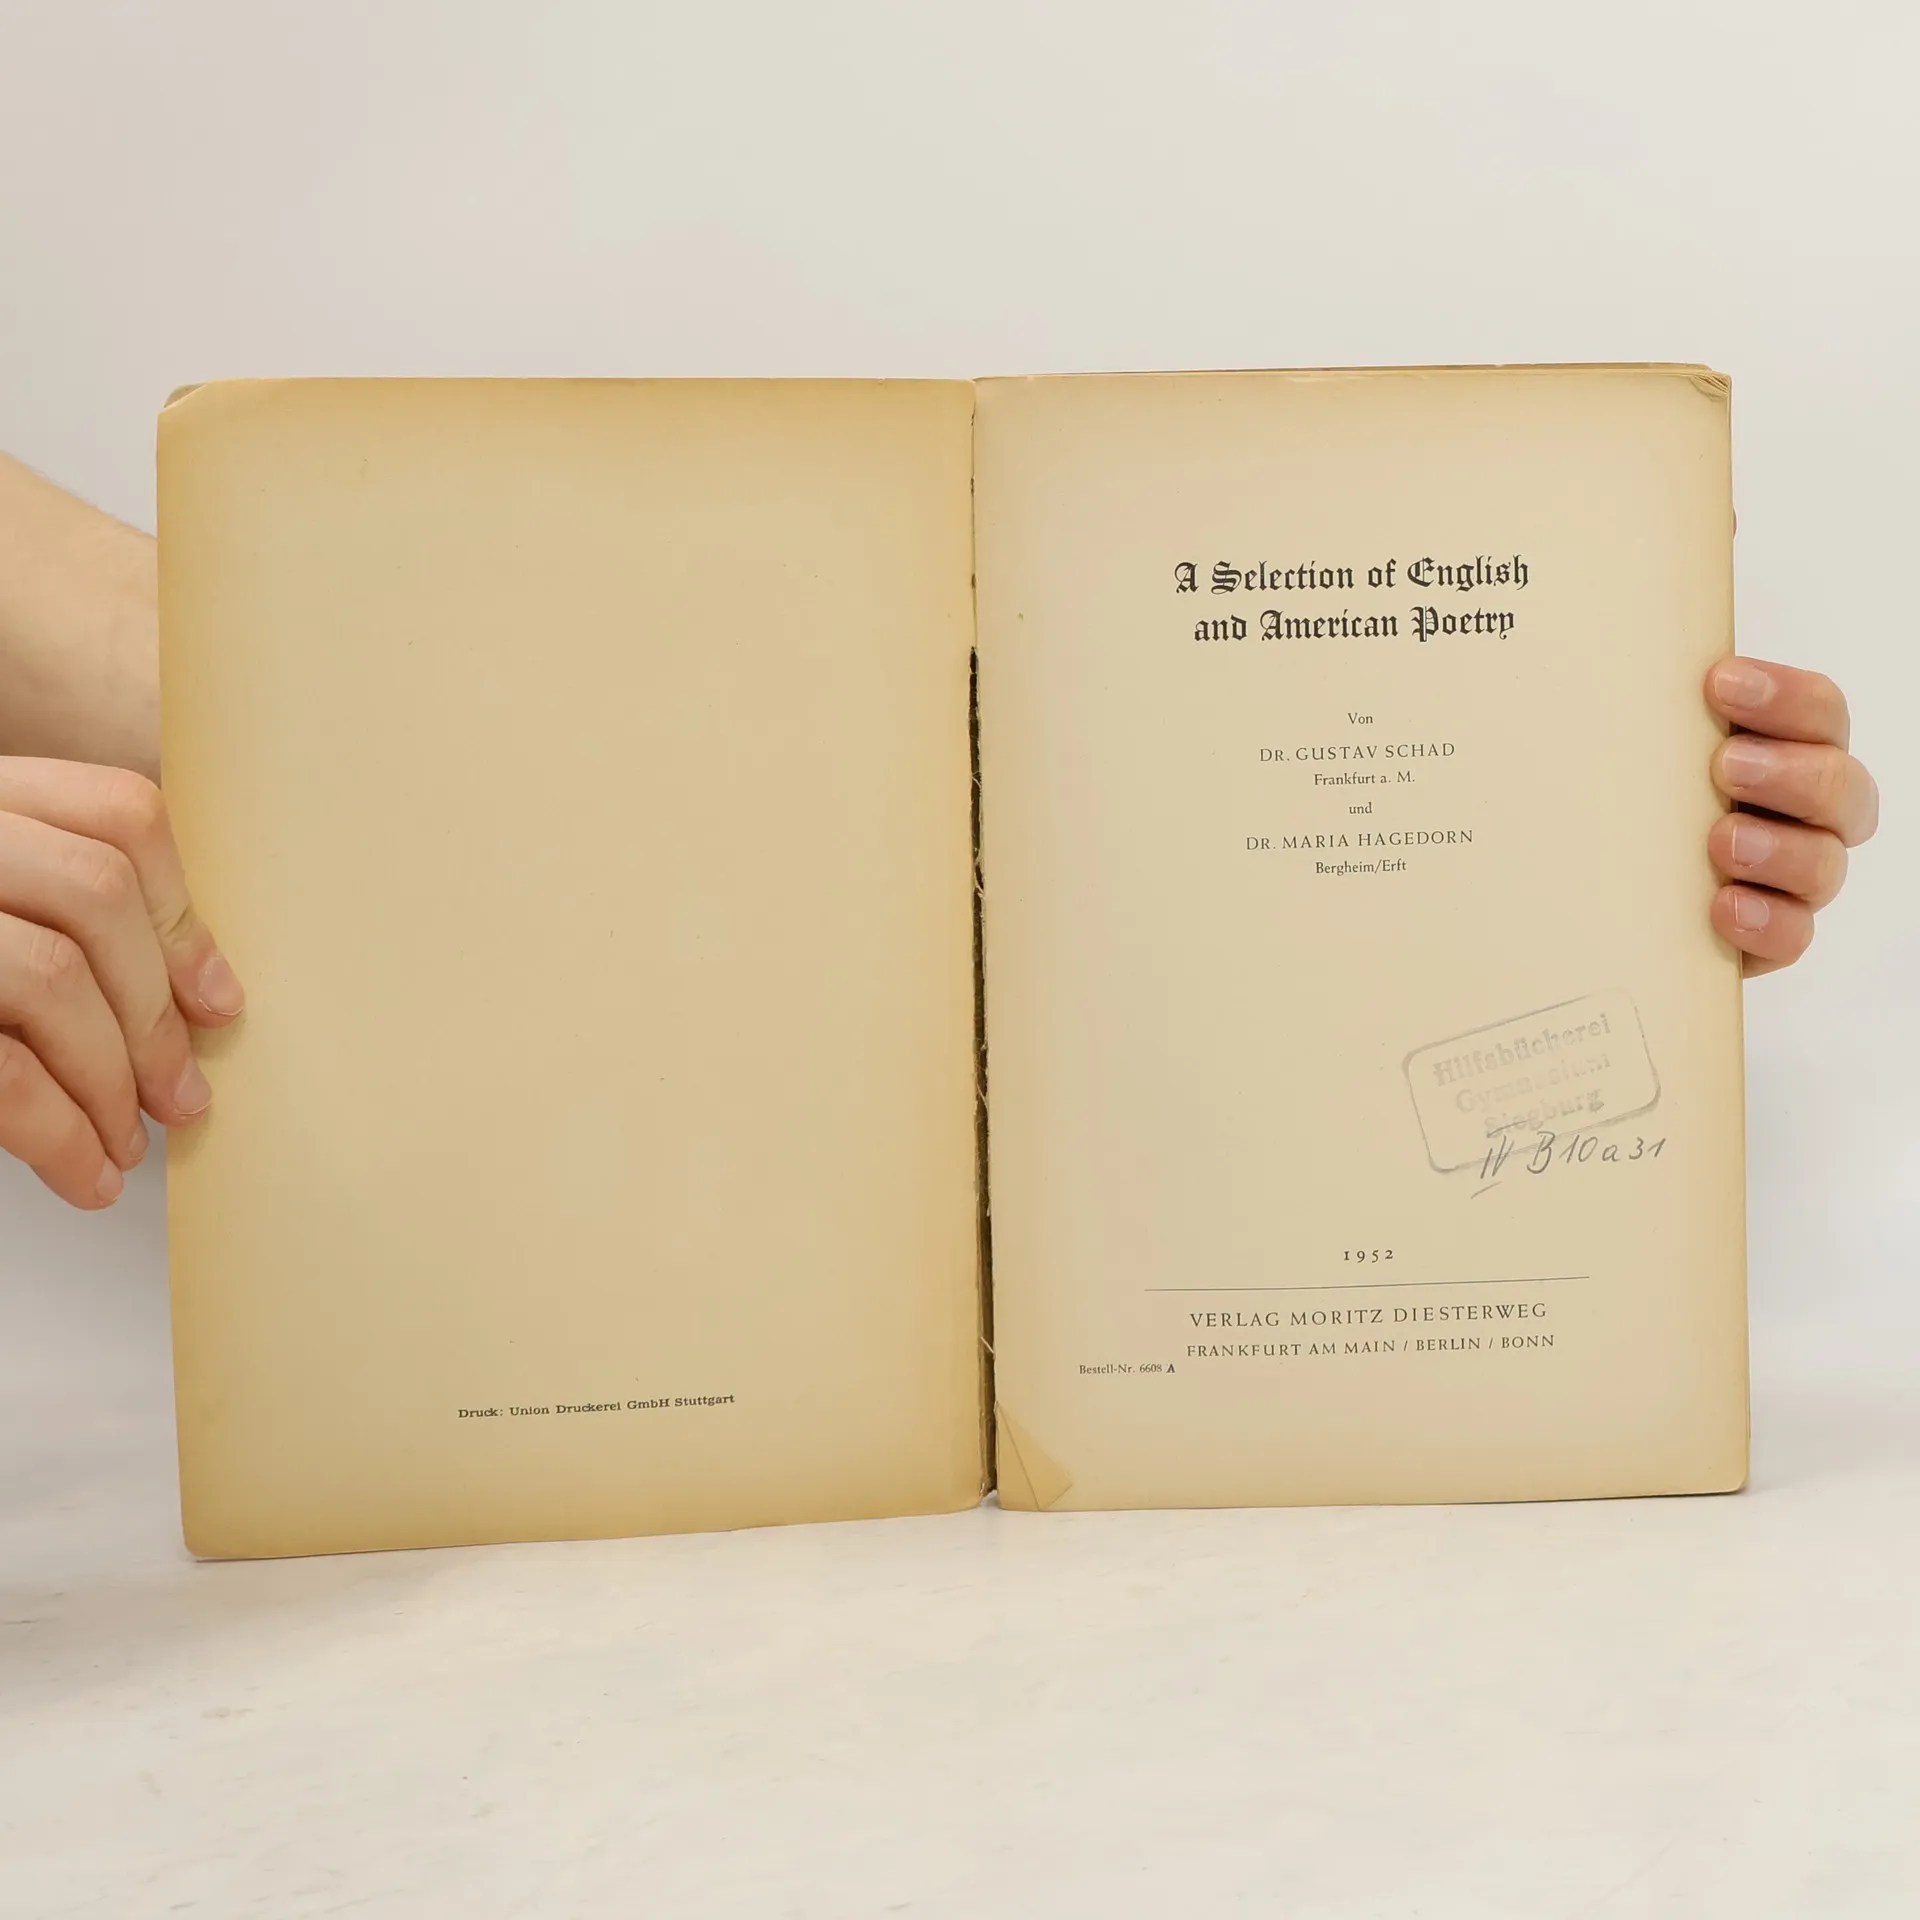 Druck: Union Druckerei GmbH Stuttgart
A Selection of English
and American Poetry
Von
DR. GUSTAV SCHAD
Frankfurt a. M.
und
DR. MARIA HAGEDORN
Bergheim/Erft
Hilfsbücherei
Gymnasium
Siegburg
IV B10a31
1952
VERLAG MORITZ DIESTERWEG
FRANKFURT AM MAIN / BERLIN / BONN
Bestell-Nr. 6608 A